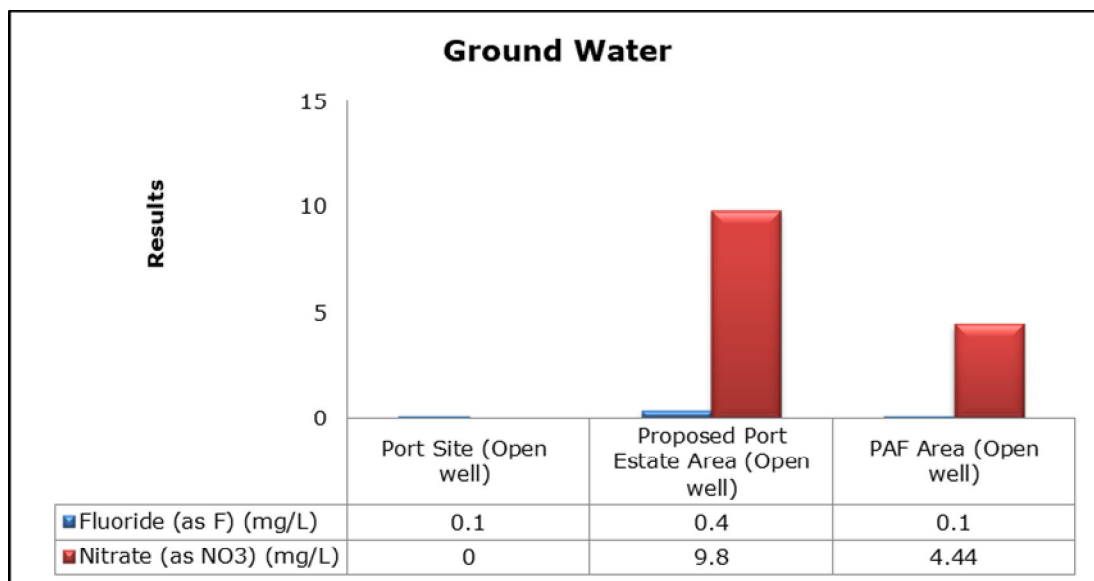 Ground Water
Results
15
10
5
0
Port Site (Open
well)
Proposed Port
Estate Area (Open
well)
PAF Area (Open
well)
Fluoride (as F) (mg/L) 0.1 0.4 0.1
Nitrate (as NO3) (mg/L) 0 9.8 4.44